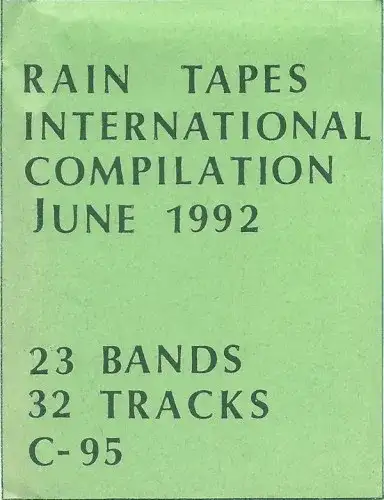 RAIN TAPES
INTERNATIONAL
COMPILATION
JUNE 1992
23 BANDS
32 TRACKS
C-95